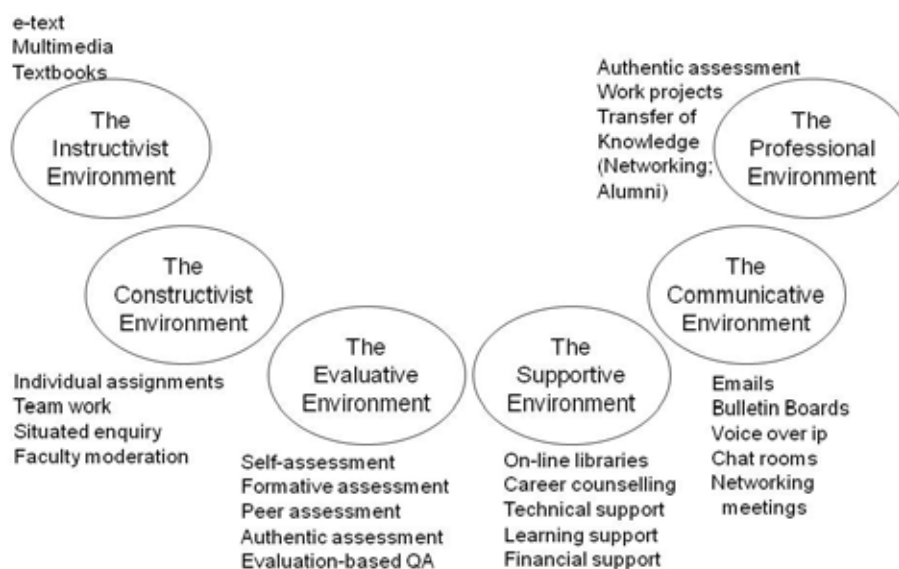 e-text
Multimedia
Textbooks
The
Instructivist
Environment
The
Constructivist
Environment
Individual assignments
Team work
Situated enquiry
Faculty moderation
The
Evaluative
Environment
Self-assessment
Formative assessment
Peer assessment
Authentic assessment
Evaluation-based QA
The
Supportive
Environment
On-line libraries
Career counselling
Technical support
Learning support
Financial support
The
Communicative
Environment
Emails
Bulletin Boards
Voice over ip
Chat rooms
Networking
meetings
Authentic assessment
Work projects
Transfer of
Knowledge
(Networking;
Alumni)
The
Professional
Environment